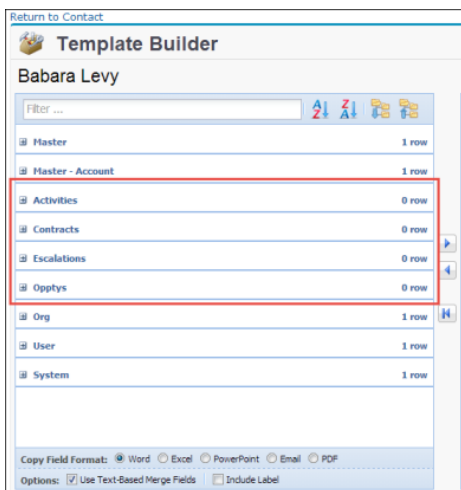 Return to Contact
Template Builder
Babara Levy
Filter ...
Master 1 row
Master - Account 1 row
Activities 0 row
Contracts 0 row
Escalations 0 row
Opptys 0 row
Org 1 row
User 1 row
System 1 row
Copy Field Format: Word Excel PowerPoint Email PDF
Options: Use Text-Based Merge Fields Include Label